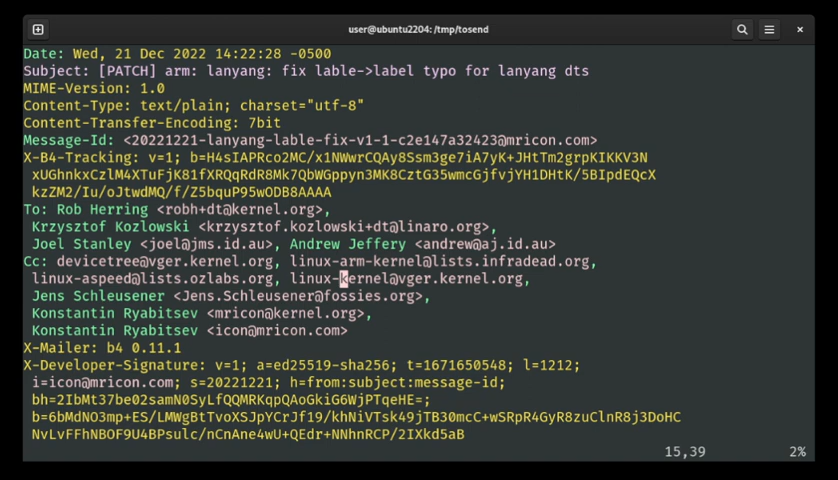 user@ubuntu2204: /tmp/tosend
Date: Wed, 21 Dec 2022 14:22:28 -0500
Subject: [PATCH] arm: lanyang: fix lable->label typo for lanyang dts
MIME-Version: 1.0
Content-Type: text/plain; charset="utf-8"
Content-Transfer-Encoding: 7bit
Message-Id: <20221221-lanyang-lable-fix-v1-1-c2e147a32423@mricon.com>
X-B4-Tracking: v=1; b=H4sIAPRco2MC/x1NWwrCQAy8Ssm3ge7iA7yK+JHtTm2grpKIKKV3N
xUGhnkxCzlM4XTuFjK81fXRQqRdR8Mk7QbWGppyn3MK8CztG35wmcGjfvjYH1DHtK/5BIpdEQcX
kzZM2/Iu/oJtwdMQ/f/Z5bquP95wODB8AAAA
To: Rob Herring <robh+dt@kernel.org>,
Krzysztof Kozlowski <krzysztof.kozlowski+dt@linaro.org>,
Joel Stanley <joel@jms.id.au>, Andrew Jeffery <andrew@aj.id.au>
Cc: devicetree@vger.kernel.org, linux-arm-kernel@lists.infradead.org,
linux-aspeed@lists.ozlabs.org, linux-kernel@vger.kernel.org,
Jens Schleusener <Jens.Schleusener@fossies.org>,
Konstantin Ryabitsev <mricon@kernel.org>,
Konstantin Ryabitsev <icon@mricon.com>
X-Mailer: b4 0.11.1
X-Developer-Signature: v=1; a=ed25519-sha256; t=1671650548; l=1212;
i=icon@mricon.com; s=20221221; h=from:subject:message-id;
bh=2IbMt37be02samN0SyLfQQMRKqpQAoGkiG6WjPTqeHE=;
b=6bMdNO3mp+ES/LMWgBtTvoXSJpYCrJf19/khNiVTsk49jTB30mcC+wSRpR4GyR8zuClnR8j3DoHC
NvLvFFhNBOF9U4BPsulc/nCnAne4wU+QEdr+NNhnRCP/2IXkd5aB
15,39 2%